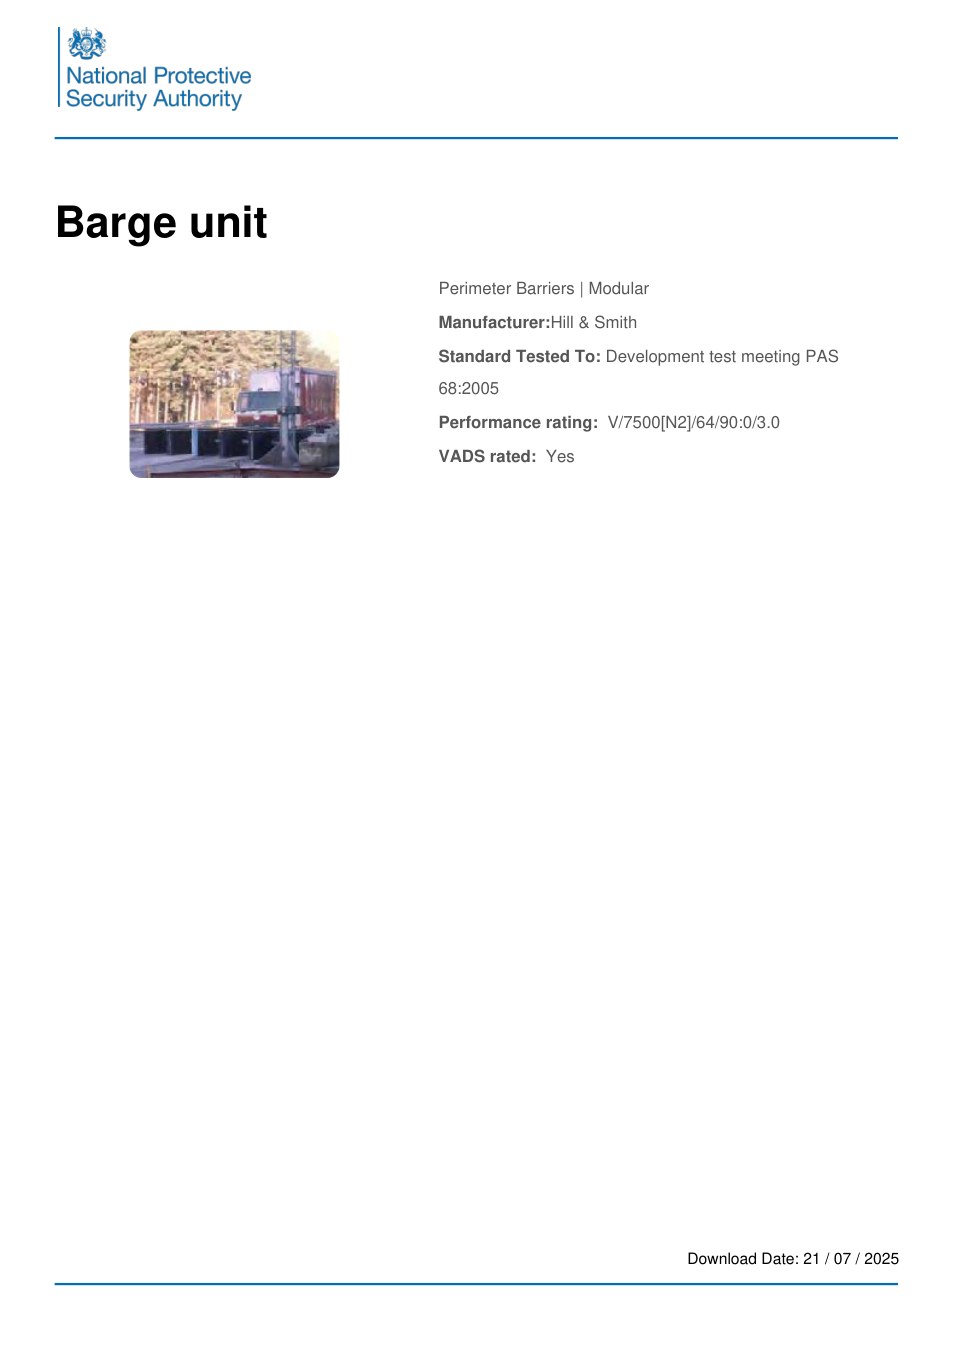 National Protective
Security Authority
Barge unit
Perimeter Barriers | Modular
Manufacturer:Hill & Smith
Standard Tested To: Development test meeting PAS
68:2005
Performance rating:  V/7500[N2]/64/90:0/3.0
VADS rated:  Yes
Download Date: 21 / 07 / 2025